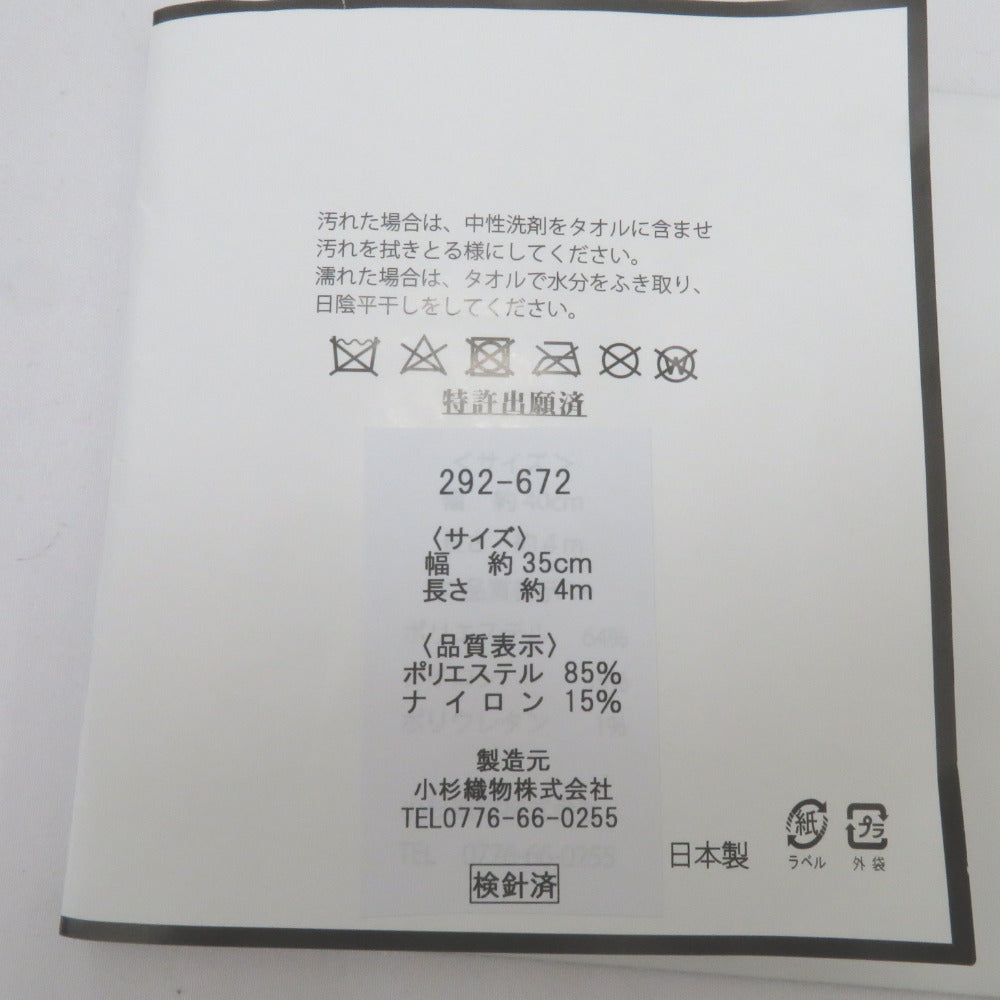 汚れた場合は、中性洗剤をタオルに含ませ
汚れを拭きとる様にしてください。
濡れた場合は、タオルで水分をふき取り、
日陰平干しをしてください。
W
特許出願済
292-672
〈サイズ〉
幅 約35cm
長さ 約4m
〈品質表示〉
ポリエステル 85%
ナイロン 15%
製造元
小杉織物株式会社
TEL0776-66-0255
検針済
日本製
紙
ラベル
プラ
外袋